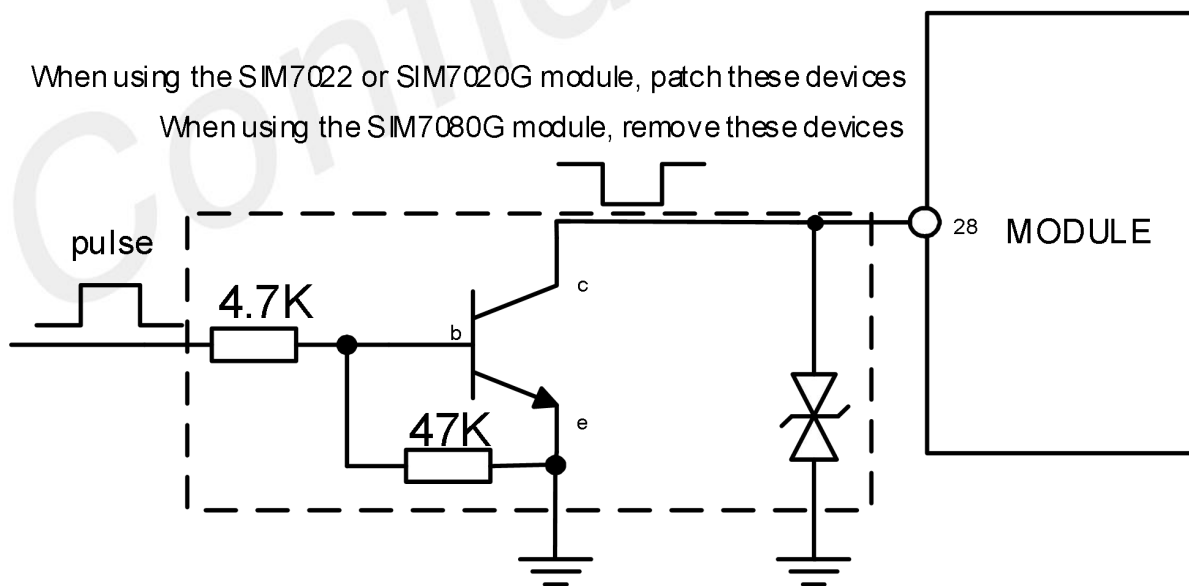 Confid
When using the SIM7022 or SIM7020G module, patch these devices
When using the SIM7080G module, remove these devices
pulse
4.7K
b
c
28
MODULE
47K
e